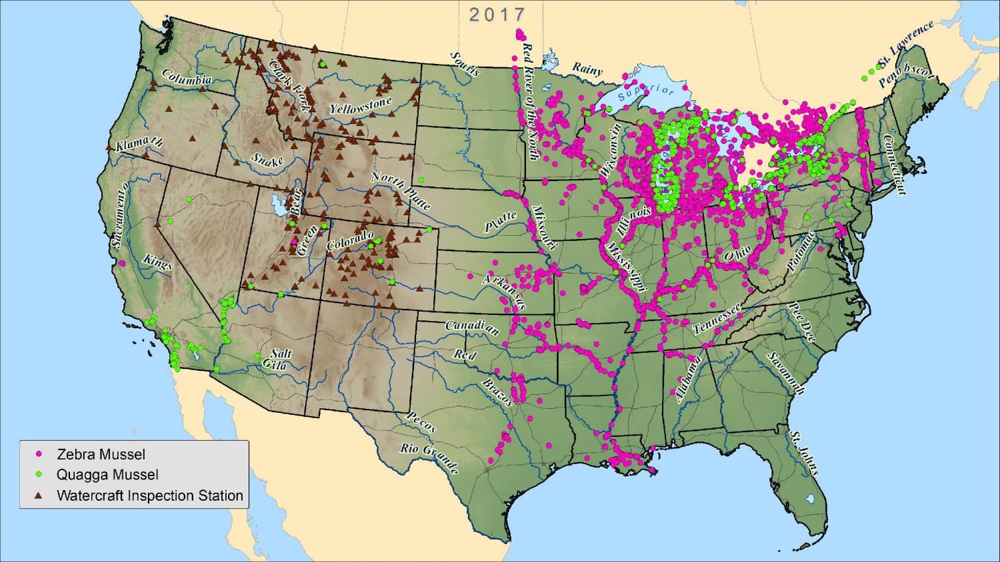 2017
St. Lawrence
Penobscot
Souris
Red River of the North
Rainy
Superior
Columbia
Clark Fork
Yellowstone
Klamath
Snake
Wisconsin
Connecticut
North Platte
Sacramento
Bear
Green
Colorado
Platte
Missouri
Illinois
Kings
Mississippi
Ohio
Potomac
Arkansas
Canadian
Tennessee
Pee Dee
Salt
Gila
Red
Brazos
Alabama
Savannah
Pecos
Rio Grande
St. Johns
Zebra Mussel
Quagga Mussel
Watercraft Inspection Station